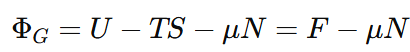 Φ_G = U − TS − μN = F − μN